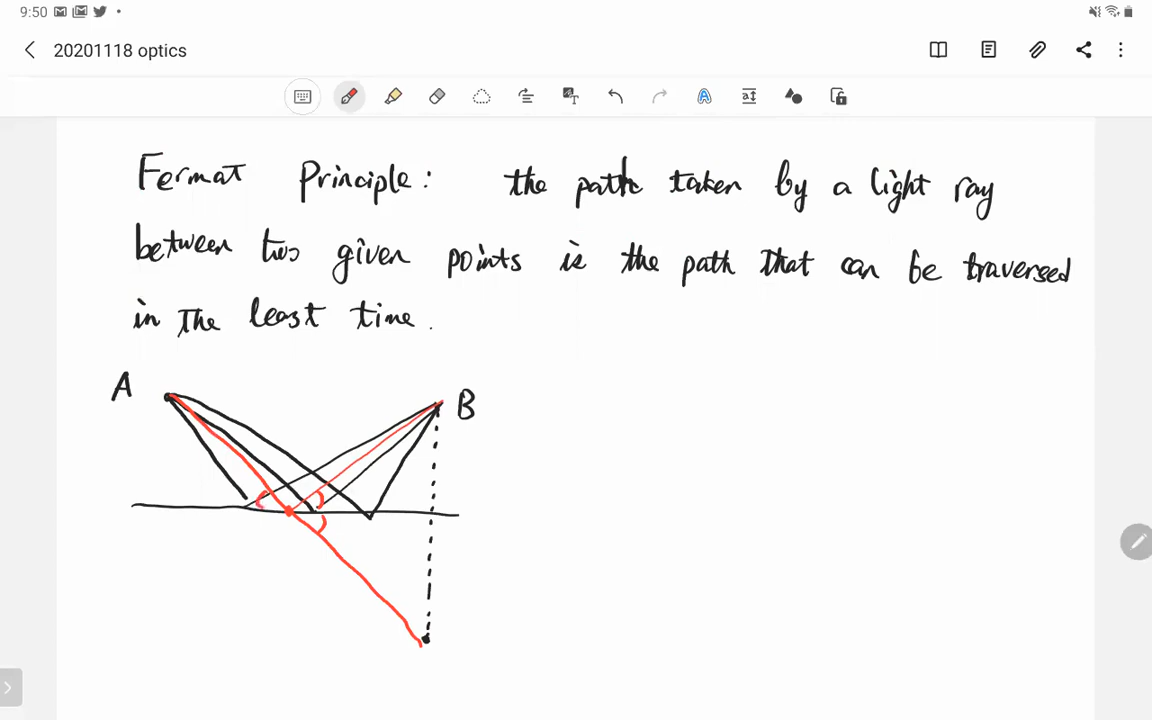 9:50
20201118 optics
Fermat Principle: the path taken by a light ray
between two given points is the path that can be traversed
in the least time.
A
B